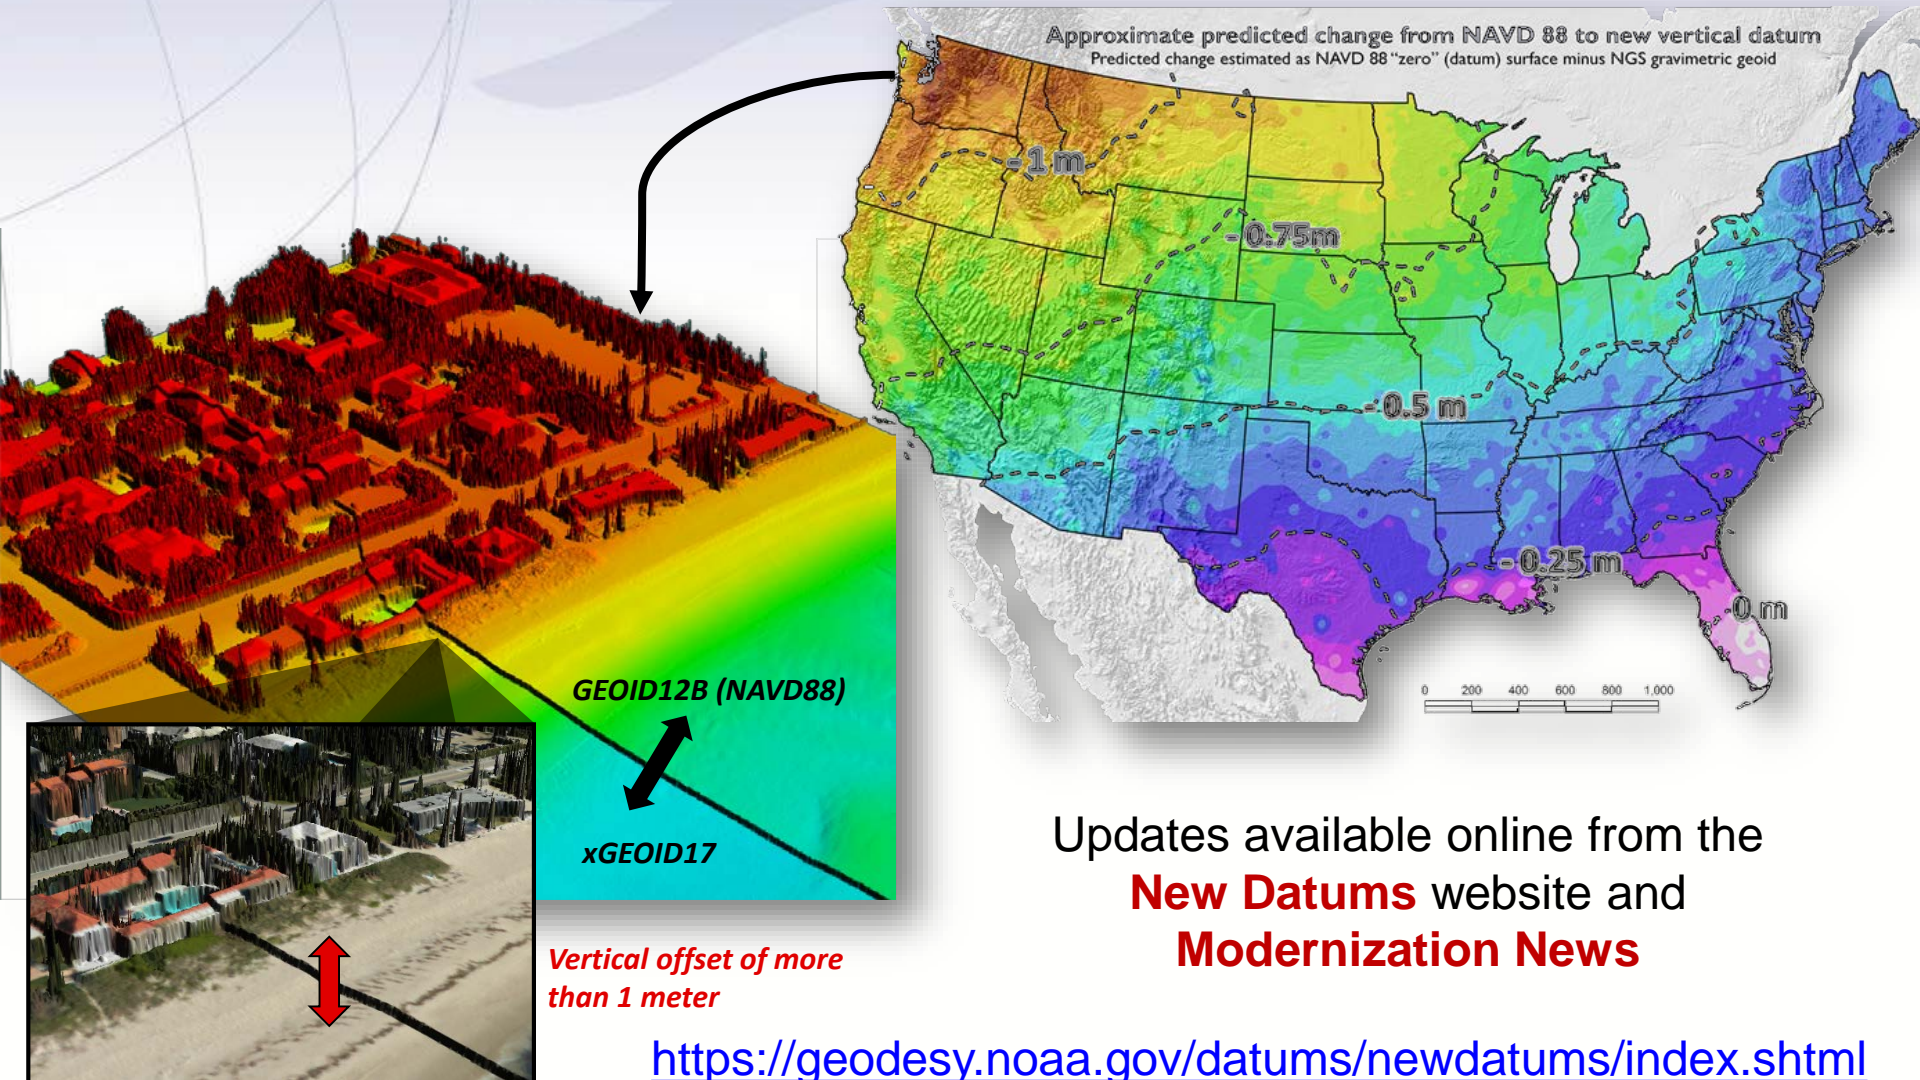 Approximate predicted change from NAVD 88 to new vertical datum
Predicted change estimated as NAVD 88 "zero" (datum) surface minus NGS gravimetric geoid
- 1 m
- 0.75m
- 0.5 m
- 0.25 m
0 m
0 200 400 600 800 1,000
GEOID12B (NAVD88)
xGEOID17
Vertical offset of more
than 1 meter
Updates available online from the
New Datums website and
Modernization News
https://geodesy.noaa.gov/datums/newdatums/index.shtml